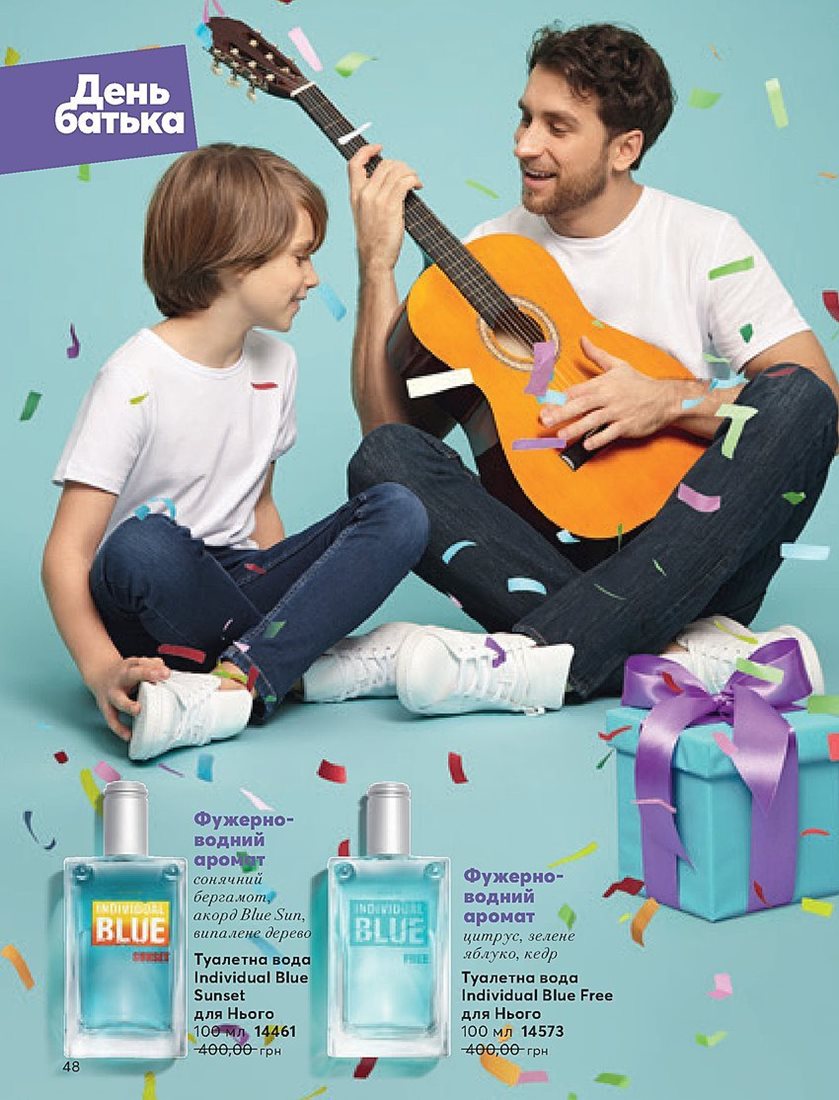 День
батька
Фужерно-
водний
аромат
сонячний
бергамот,
акорд Blue Sun,
випалене дерево
Туалетна вода
Individual Blue
Sunset
для Нього
100 мл 14461
400,00 грн
INDIVIDUAL
BLUE
SUNSET
INDIVIDUAL
BLUE
FREE
Фужерно-
водний
аромат
цитрус, зелене
яблуко, кедр
Туалетна вода
Individual Blue Free
для Нього
100 мл 14573
400,00 грн
48